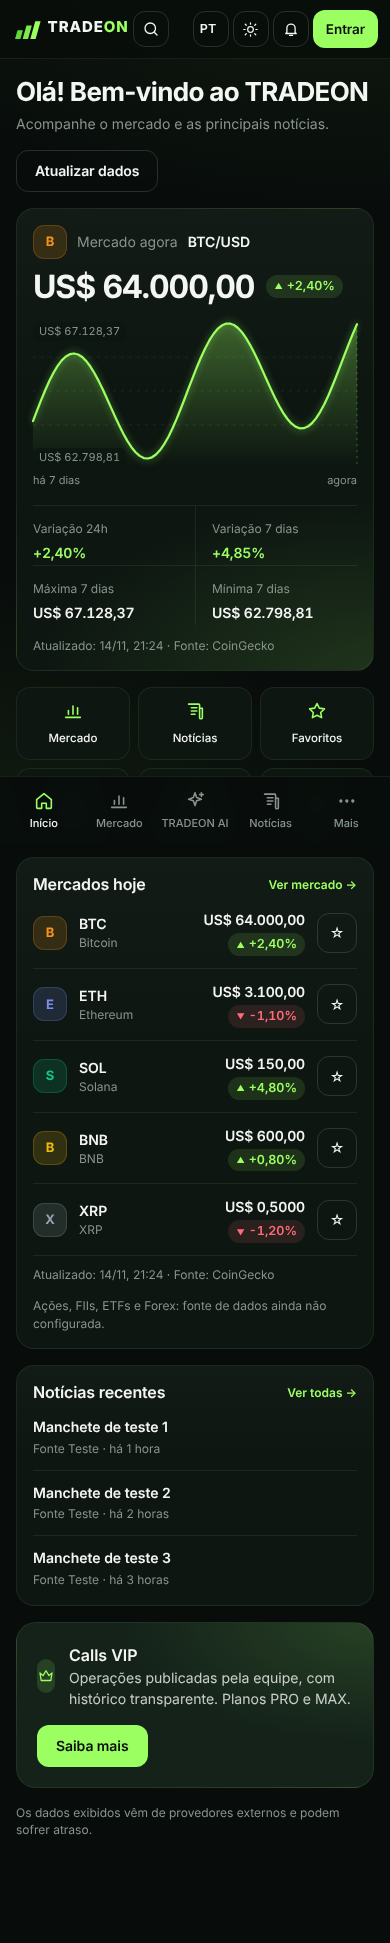 TRADEON
PT
Entrar
Olá! Bem-vindo ao TRADEON
Acompanhe o mercado e as principais notícias.
Atualizar dados
B Mercado agora BTC/USD
US$ 64.000,00 ▲ +2,40%
US$ 67.128,37
US$ 62.798,81
há 7 dias agora
Variação 24h Variação 7 dias
+2,40% +4,85%
Máxima 7 dias Mínima 7 dias
US$ 67.128,37 US$ 62.798,81
Atualizado: 14/11, 21:24 · Fonte: CoinGecko
Mercado Notícias Favoritos
Início Mercado TRADEON AI Notícias Mais
Mercados hoje Ver mercado →
B BTC US$ 64.000,00
Bitcoin ▲ +2,40%
E ETH US$ 3.100,00
Ethereum ▼ -1,10%
S SOL US$ 150,00
Solana ▲ +4,80%
B BNB US$ 600,00
BNB ▲ +0,80%
X XRP US$ 0,5000
XRP ▼ -1,20%
Atualizado: 14/11, 21:24 · Fonte: CoinGecko
Ações, FIIs, ETFs e Forex: fonte de dados ainda não
configurada.
Notícias recentes Ver todas →
Manchete de teste 1
Fonte Teste · há 1 hora
Manchete de teste 2
Fonte Teste · há 2 horas
Manchete de teste 3
Fonte Teste · há 3 horas
Calls VIP
Operações publicadas pela equipe, com
histórico transparente. Planos PRO e MAX.
Saiba mais
Os dados exibidos vêm de provedores externos e podem
sofrer atraso.